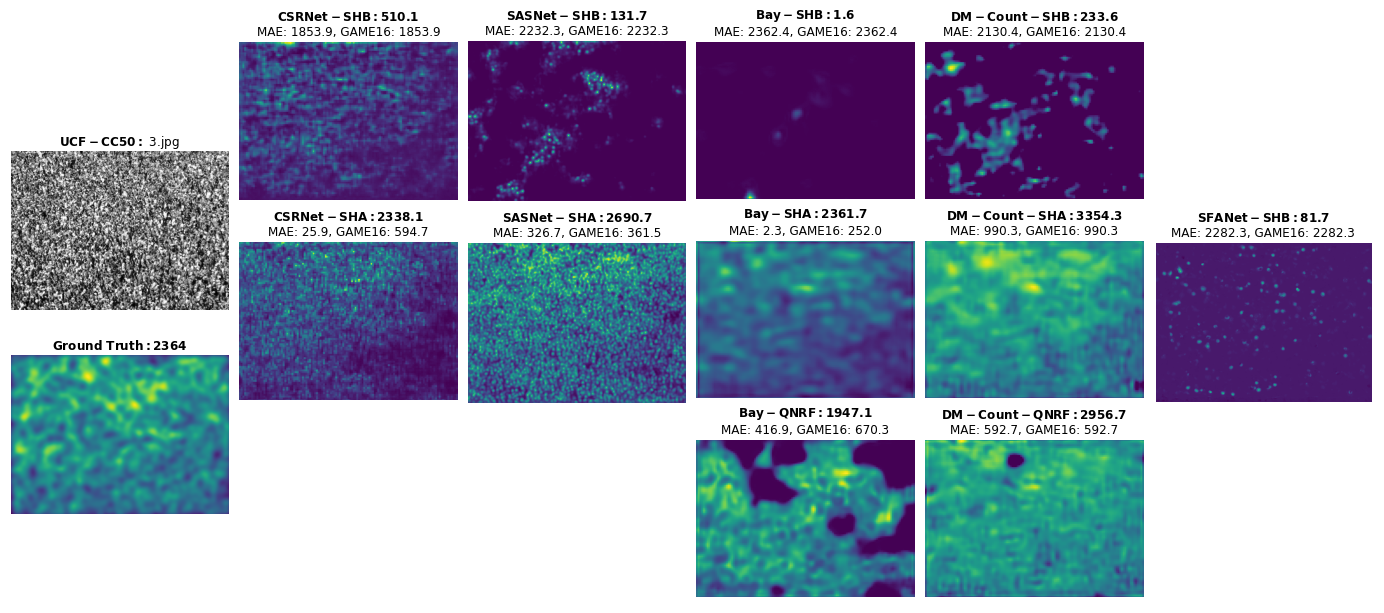 CSRNet−SHB: 510.1
MAE: 1853.9, GAME16: 1853.9
SASNet−SHB: 131.7
MAE: 2232.3, GAME16: 2232.3
Bay−SHB: 1.6
MAE: 2362.4, GAME16: 2362.4
DM−Count−SHB: 233.6
MAE: 2130.4, GAME16: 2130.4
UCF−CC50: 3.jpg
CSRNet−SHA: 2338.1
MAE: 25.9, GAME16: 594.7
SASNet−SHA: 2690.7
MAE: 326.7, GAME16: 361.5
Bay−SHA: 2361.7
MAE: 2.3, GAME16: 252.0
DM−Count−SHA: 3354.3
MAE: 990.3, GAME16: 990.3
SFANet−SHB: 81.7
MAE: 2282.3, GAME16: 2282.3
Ground Truth: 2364
Bay−QNRF: 1947.1
MAE: 416.9, GAME16: 670.3
DM−Count−QNRF: 2956.7
MAE: 592.7, GAME16: 592.7